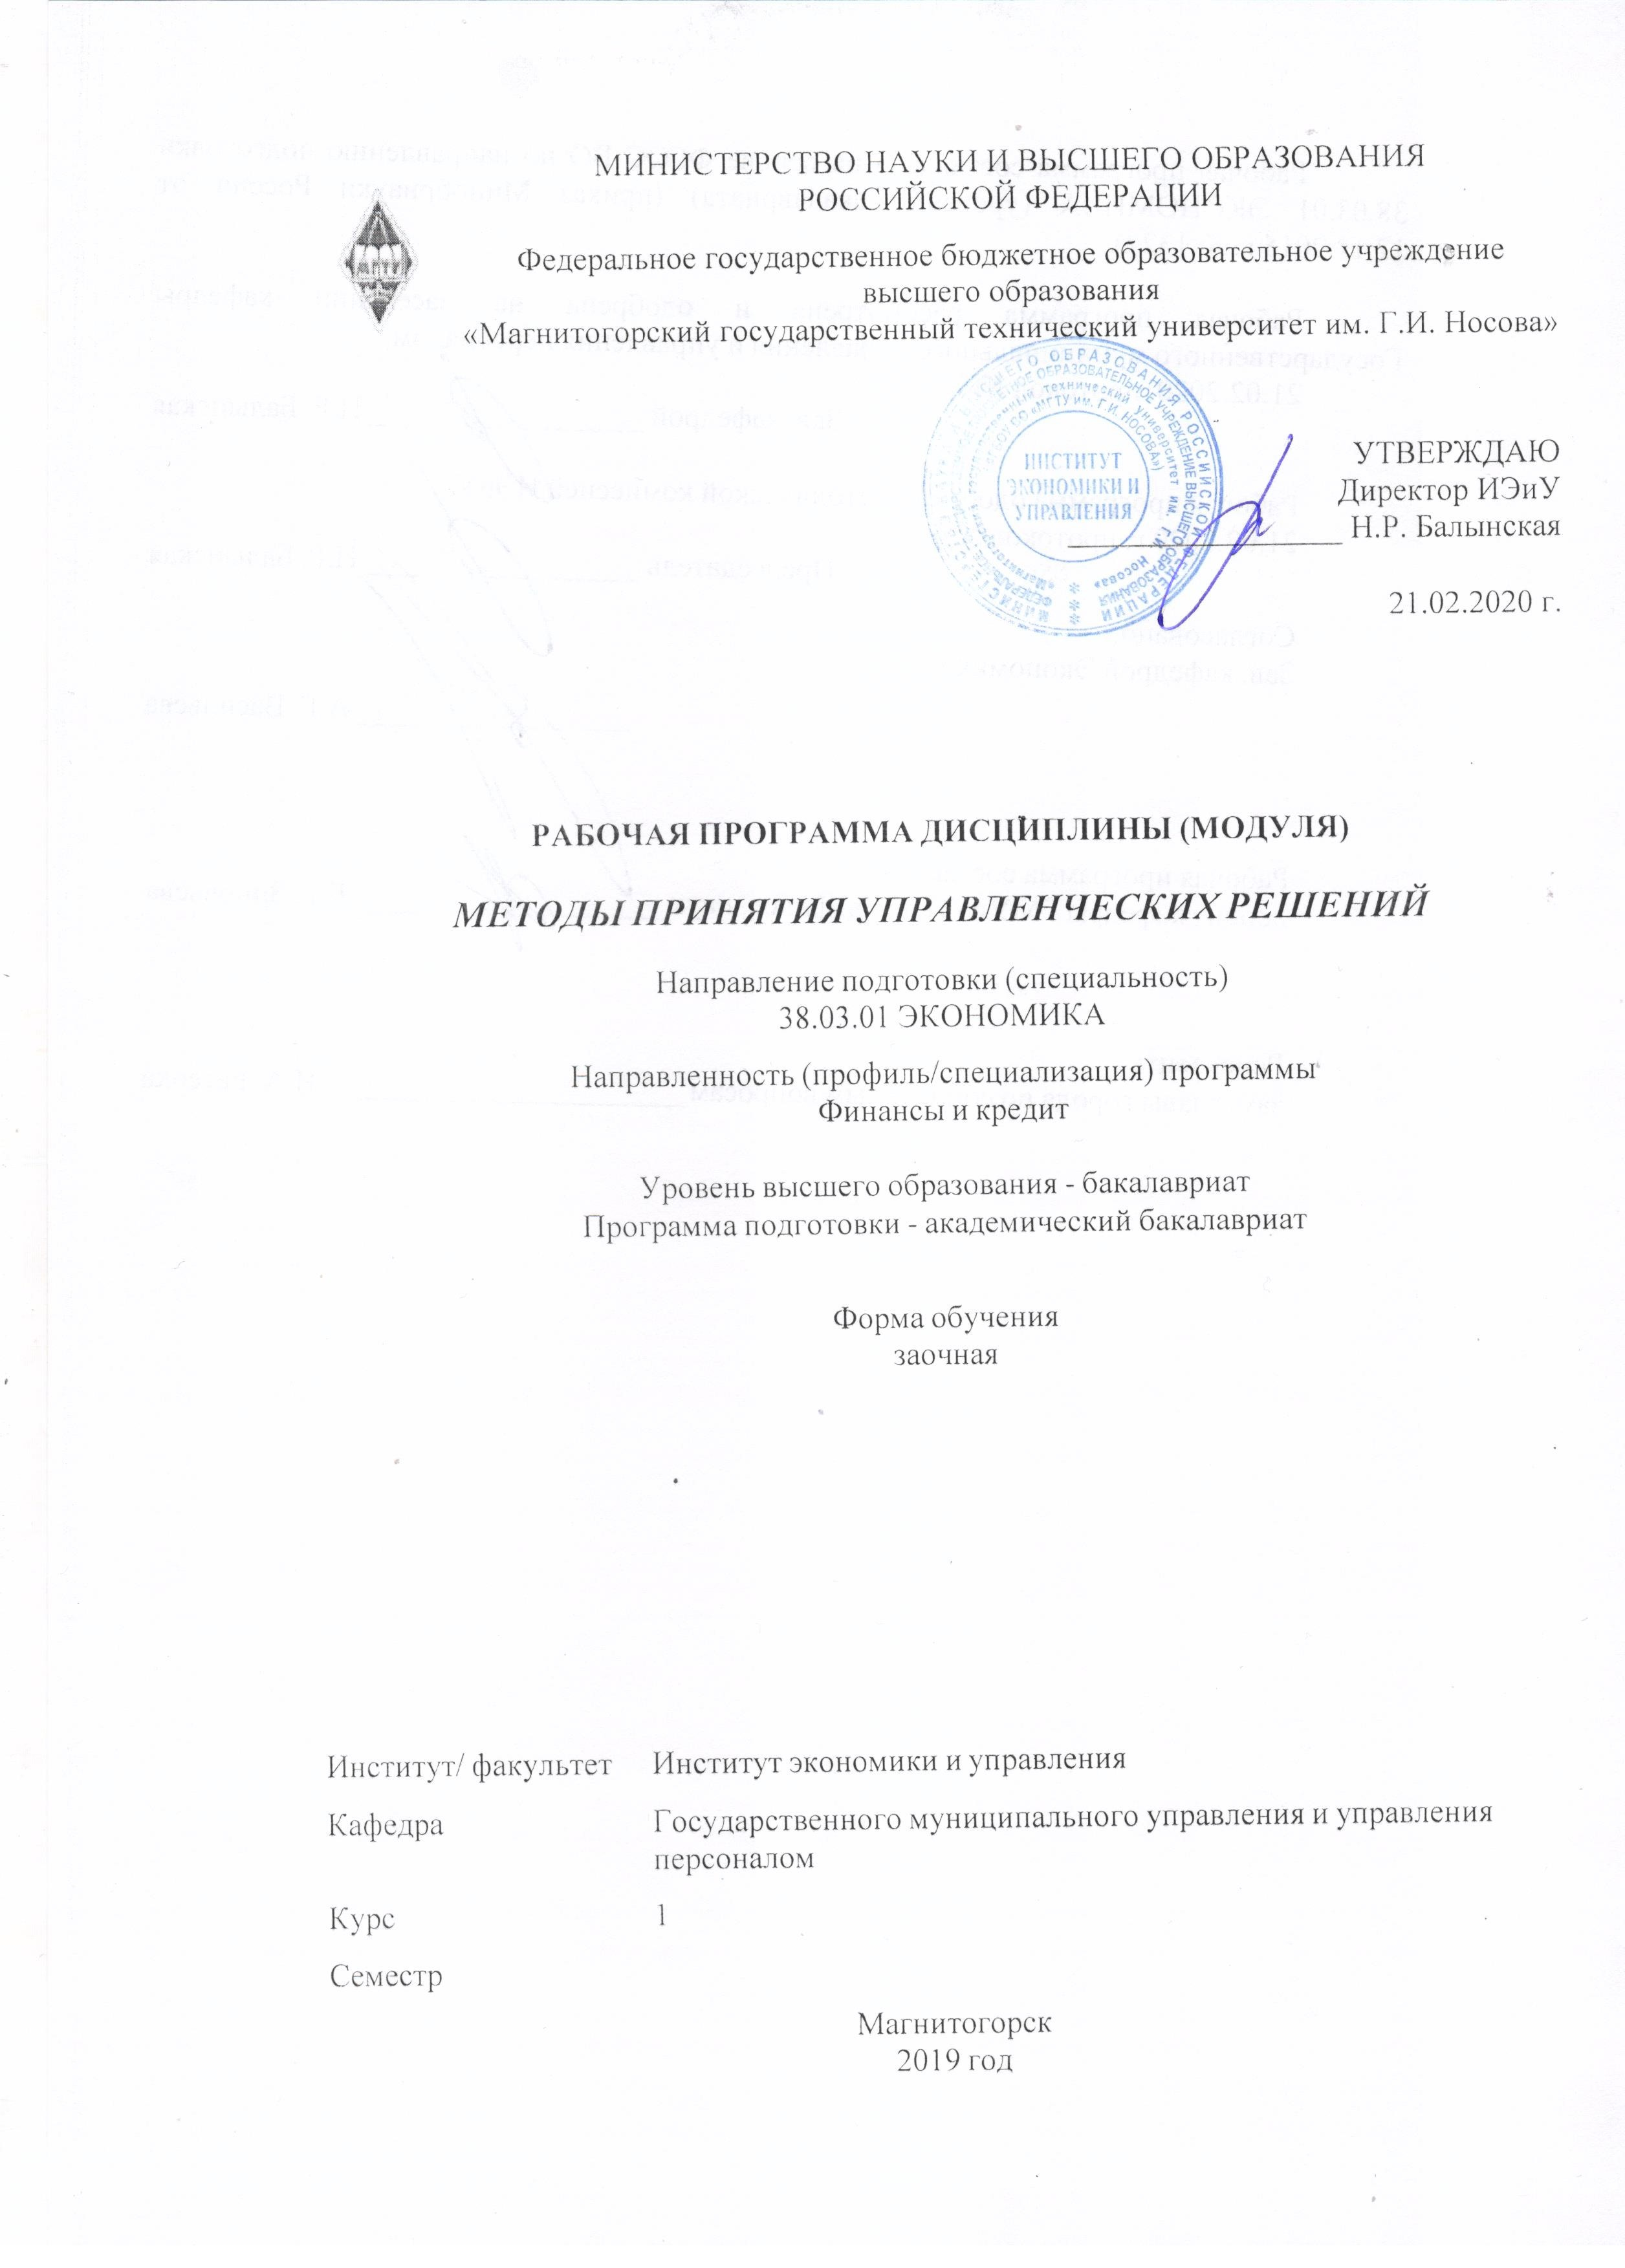 МИНИСТЕРСТВО НАУКИ И ВЫСШЕГО ОБРАЗОВАНИЯ
РОССИЙСКОЙ ФЕДЕРАЦИИ
МГТУ
Федеральное государственное бюджетное образовательное учреждение
высшего образования
«Магнитогорский государственный технический университет им. Г.И. Носова»
ИНСТИТУТ
ЭКОНОМИКИ И
УПРАВЛЕНИЯ
УТВЕРЖДАЮ
Директор ИЭиУ
Н.Р. Балынская
21.02.2020 г.
РАБОЧАЯ ПРОГРАММА ДИСЦИПЛИНЫ (МОДУЛЯ)
МЕТОДЫ ПРИНЯТИЯ УПРАВЛЕНЧЕСКИХ РЕШЕНИЙ
Направление подготовки (специальность)
38.03.01 ЭКОНОМИКА
Направленность (профиль/специализация) программы
Финансы и кредит
Уровень высшего образования - бакалавриат
Программа подготовки - академический бакалавриат
Форма обучения
заочная
Институт/ факультет Институт экономики и управления
Кафедра Государственного муниципального управления и управления
персоналом
Курс 1
Семестр
Магнитогорск
2019 год